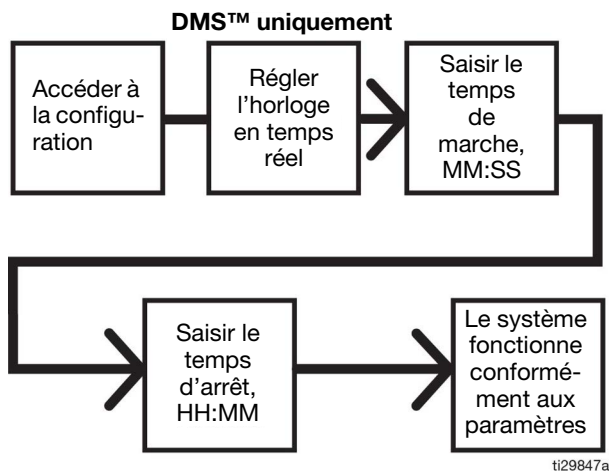 DMS™ uniquement
Accéder à
la configu-
ration
Régler
l'horloge
en temps
réel
Saisir le
temps
de
marche,
MM:SS
Saisir le
temps
d'arrêt,
HH:MM
Le système
fonctionne
conformé-
ment aux
paramètres
ti29847a